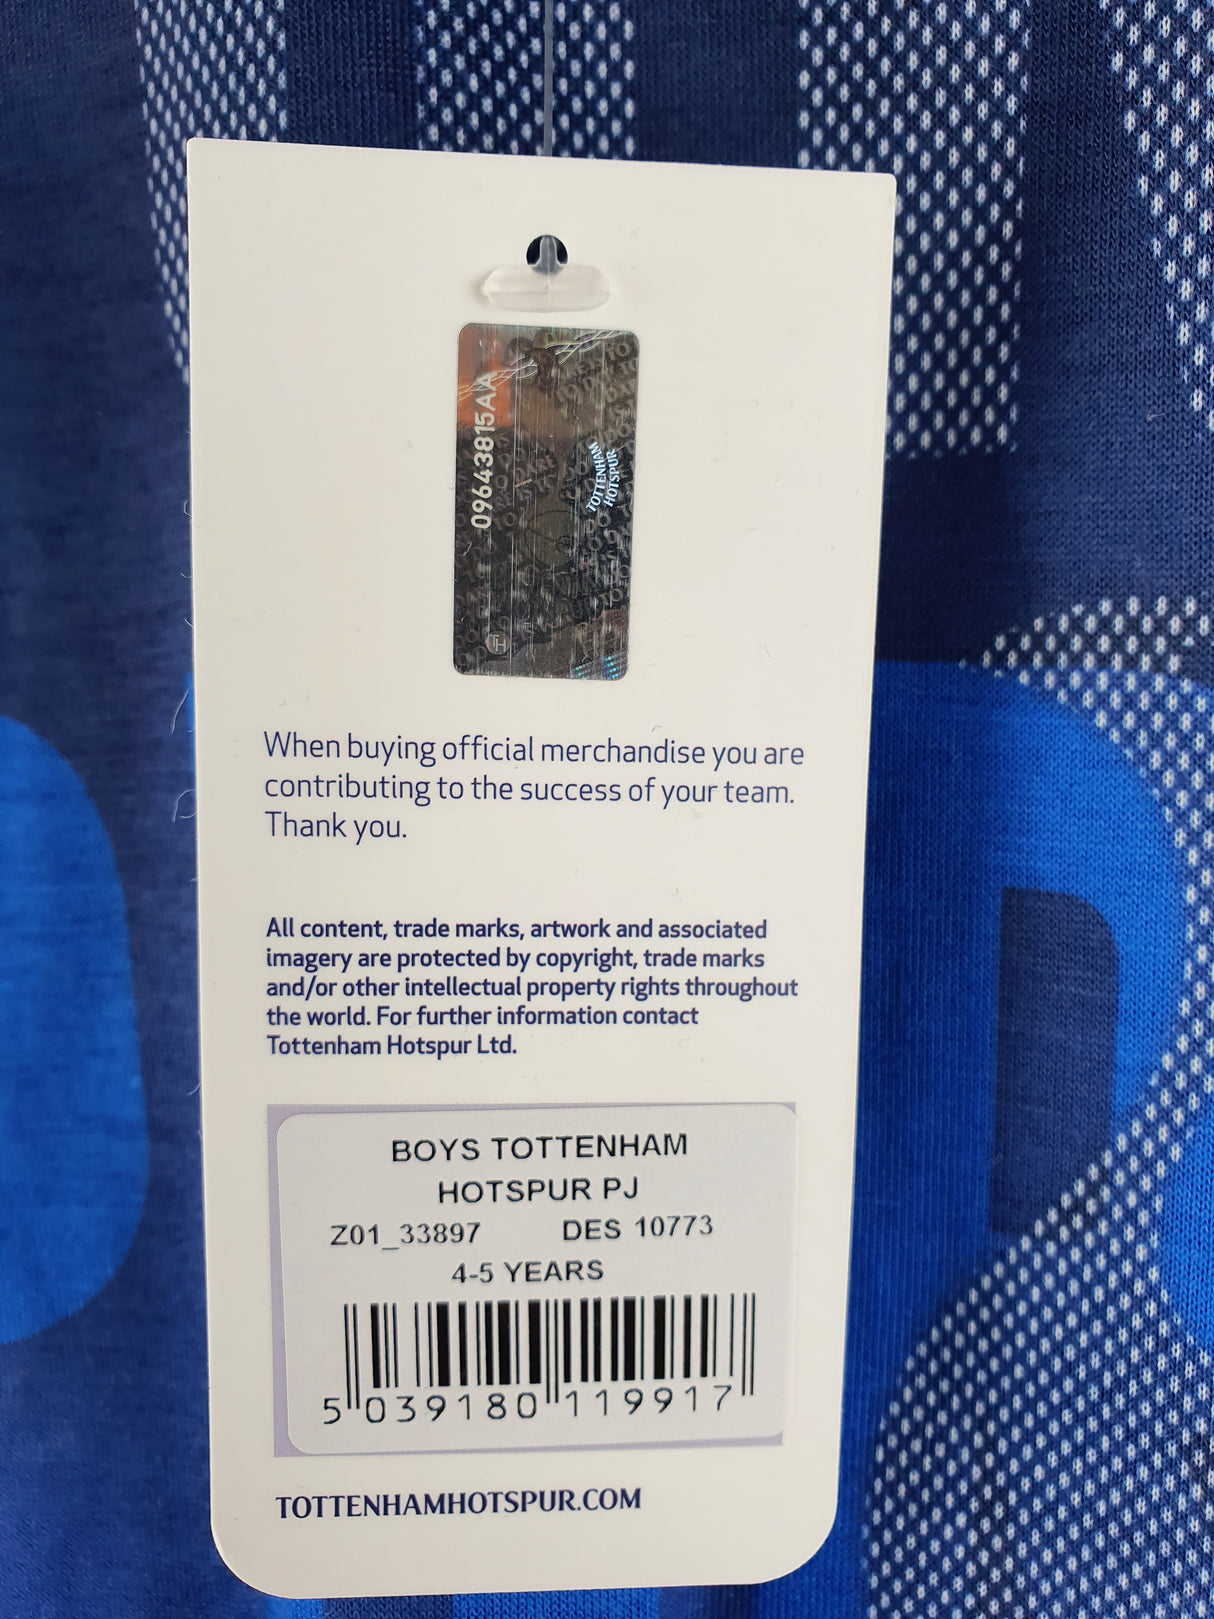 09643815AA
TOTTENHAM
HOTSPUR
TH
When buying official merchandise you are
contributing to the success of your team.
Thank you.
All content, trade marks, artwork and associated
imagery are protected by copyright, trade marks
and/or other intellectual property rights throughout
the world. For further information contact
Tottenham Hotspur Ltd.
BOYS TOTTENHAM
HOTSPUR PJ
Z01_33897 DES 10773
4-5 YEARS
5 039180 119917
TOTTENHAMHOTSPUR.COM